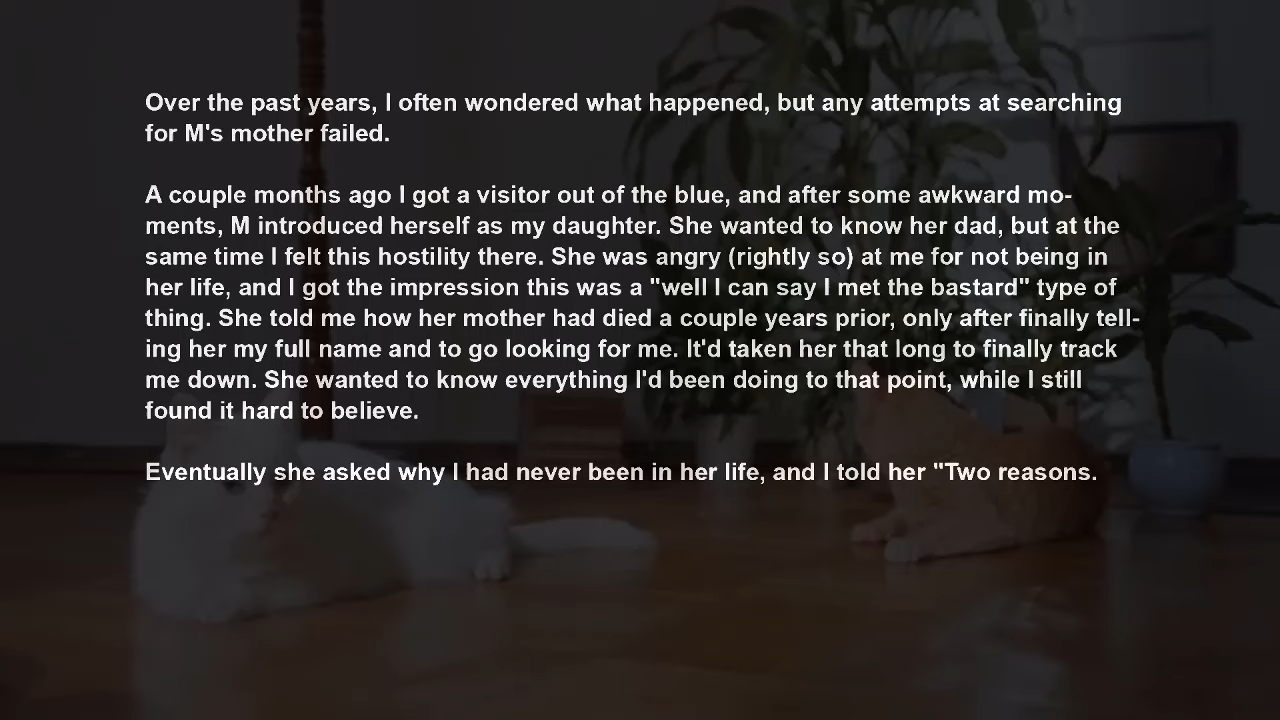 Over the past years, I often wondered what happened, but any attempts at searching
for M's mother failed.
A couple months ago I got a visitor out of the blue, and after some awkward mo-
ments, M introduced herself as my daughter. She wanted to know her dad, but at the
same time I felt this hostility there. She was angry (rightly so) at me for not being in
her life, and I got the impression this was a "well I can say I met the bastard" type of
thing. She told me how her mother had died a couple years prior, only after finally tell-
ing her my full name and to go looking for me. It'd taken her that long to finally track
me down. She wanted to know everything I'd been doing to that point, while I still
found it hard to believe.
Eventually she asked why I had never been in her life, and I told her "Two reasons.